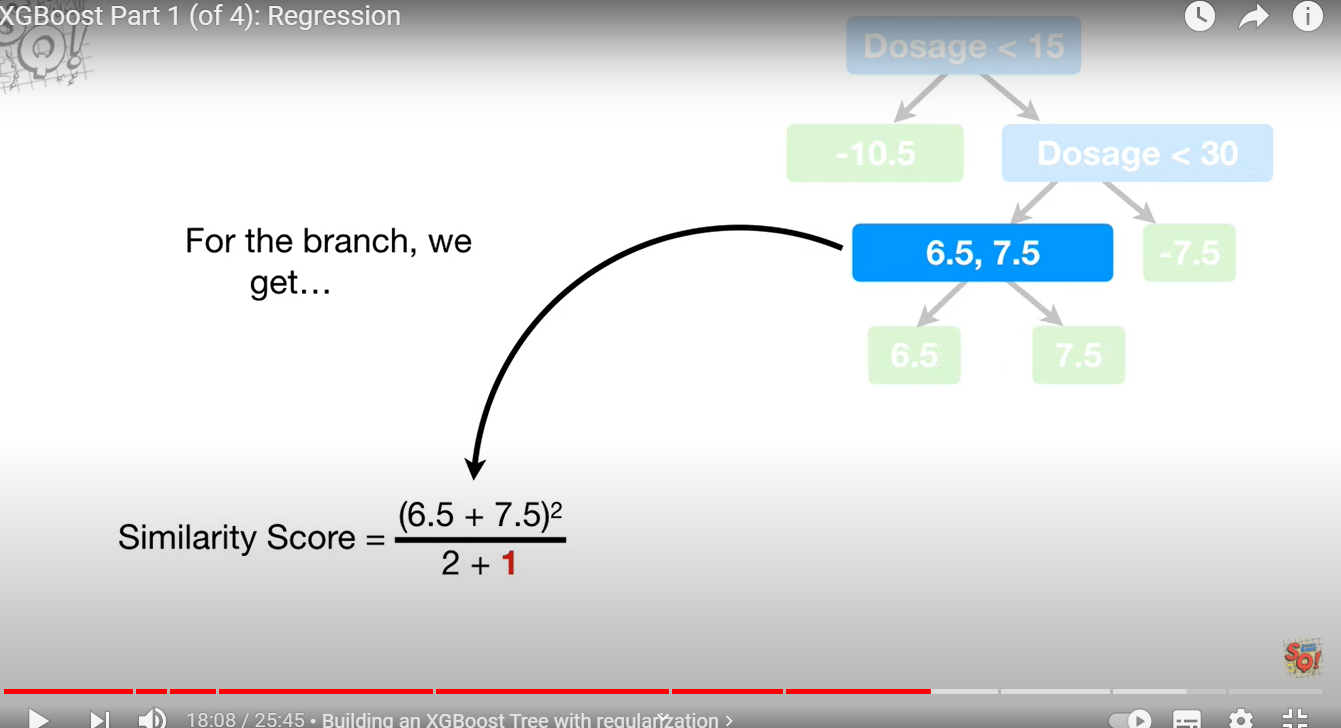 XGBoost Part 1 (of 4): Regression
Dosage < 15
-10.5
Dosage < 30
For the branch, we
get…
6.5, 7.5
-7.5
6.5
7.5
(6.5 + 7.5)²
Similarity Score =
2 + 1
SQ!
18:08 / 25:45 • Building an XGBoost Tree with regularization >